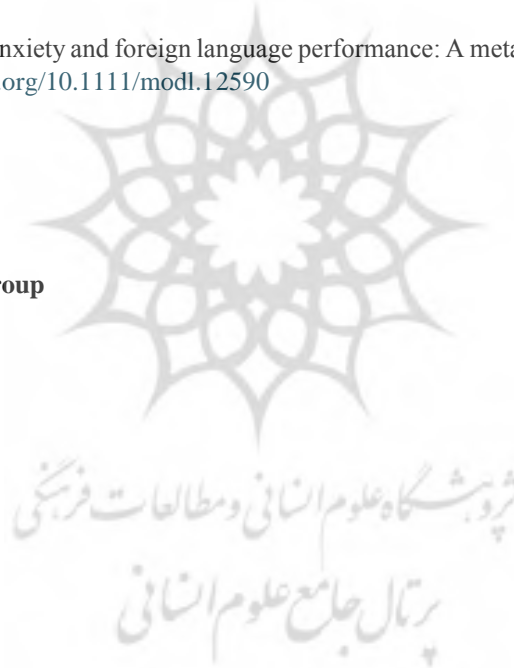 nxiety and foreign language performance: A meta
.org/10.1111/modl.12590
roup
پژوهشگاه علوم انسانی و مطالعات فرهنگی
پرتال جامع علوم انسانی